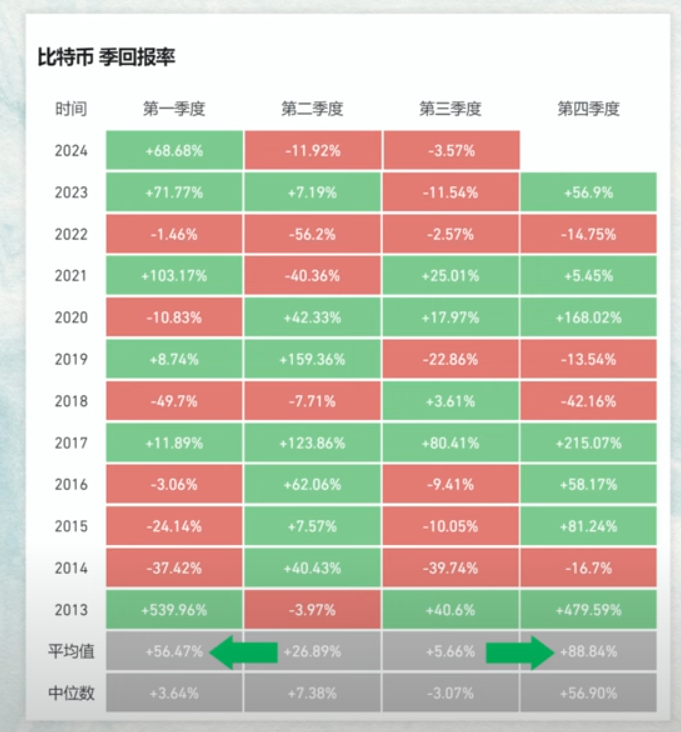 比特币 季回报率
时间 第一季度 第二季度 第三季度 第四季度
2024 +68.68% -11.92% -3.57%
2023 +71.77% +7.19% -11.54% +56.9%
2022 -1.46% -56.2% -2.57% -14.75%
2021 +103.17% -40.36% +25.01% +5.45%
2020 -10.83% +42.33% +17.97% +168.02%
2019 +8.74% +159.36% -22.86% -13.54%
2018 -49.7% -7.71% +3.61% -42.16%
2017 +11.89% +123.86% +80.41% +215.07%
2016 -3.06% +62.06% -9.41% +58.17%
2015 -24.14% +7.57% -10.05% +81.24%
2014 -37.42% +40.43% -39.74% -16.7%
2013 +539.96% -3.97% +40.6% +479.59%
平均值 +56.47% +26.89% +5.66% +88.84%
中位数 +3.64% +7.38% -3.07% +56.90%